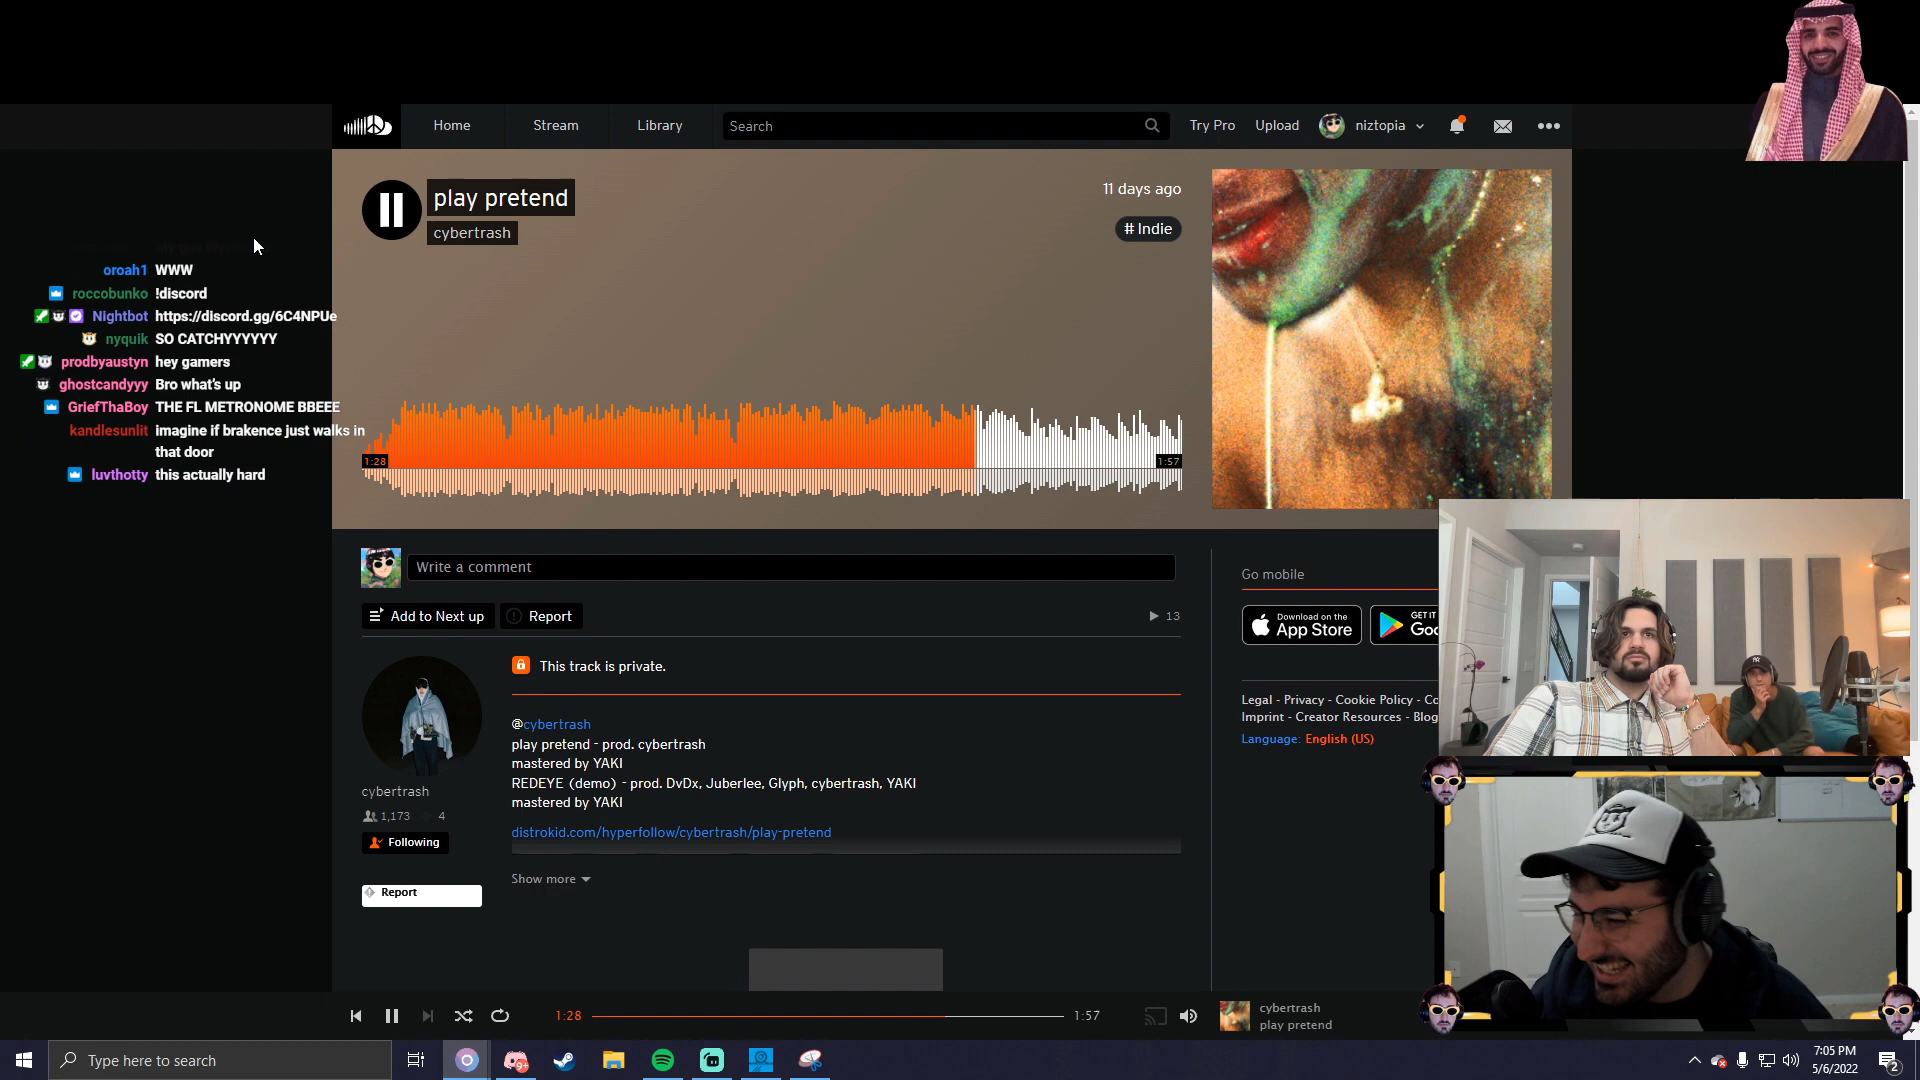 Home
Stream
Library
Search
Try Pro
Upload
niztopia
play pretend
cybertrash
11 days ago
# Indie
oroah1 WWW
roccobunko !discord
Nightbot https://discord.gg/6C4NPUe
nyquik SO CATCHYYYYYY
prodbyaustyn hey gamers
ghostcandyyy Bro what's up
GriefThaBoy THE FL METRONOME BBEEE
kandlesunlit imagine if brakence just walks in
that door
luvthotty this actually hard
1:28
1:57
Write a comment
Add to Next up
Report
13
This track is private.
@cybertrash
play pretend - prod. cybertrash
mastered by YAKI
REDEYE (demo) - prod. DvDx, Juberlee, Glyph, cybertrash, YAKI
mastered by YAKI
distrokid.com/hyperfollow/cybertrash/play-pretend
Show more
cybertrash
1,173 4
Following
Report
Go mobile
Download on the
App Store
GET IT
Goo
Legal - Privacy - Cookie Policy - Co
Imprint - Creator Resources - Blog
Language: English (US)
1:28
1:57
cybertrash
play pretend
Type here to search
9+
7:05 PM
5/6/2022
2